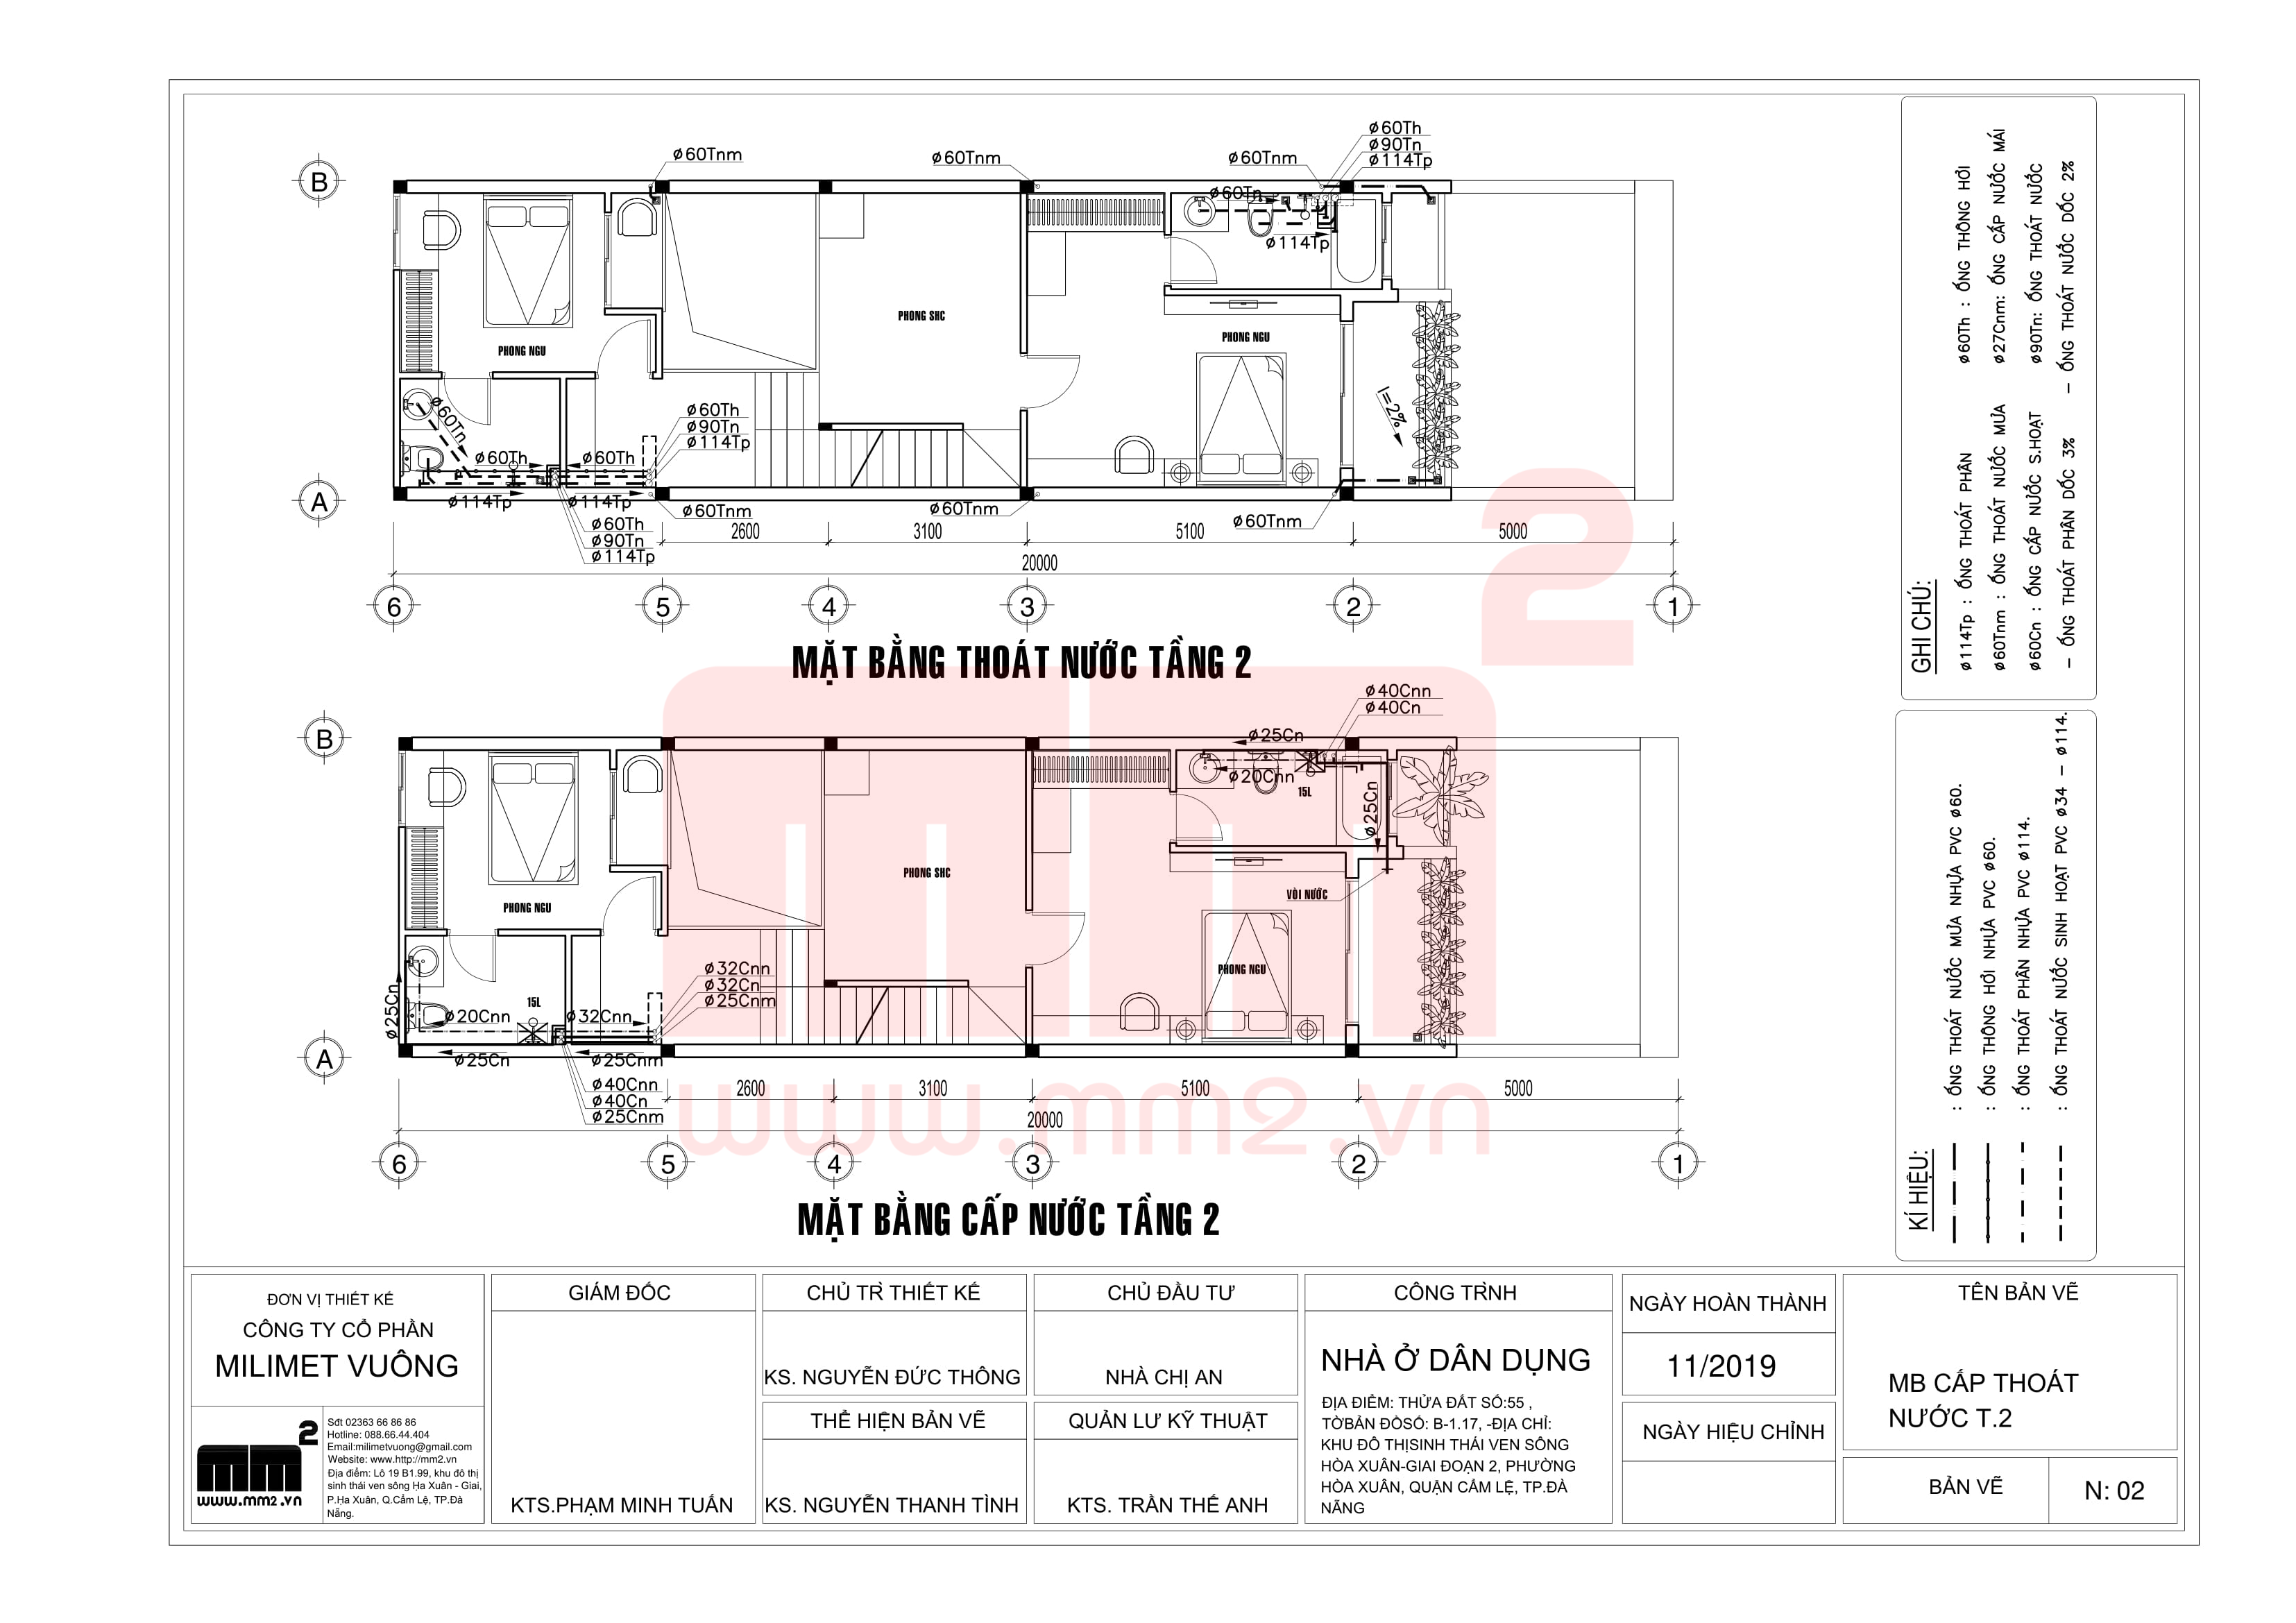 ø60Th
ø90Tn
ø114Tp
ø60Tnm
ø60Tnm
ø60Tnm
B
ø60Tn
ø114Tp
PHONG SHC
PHONG NGU
PHONG NGU
I=2%
ø60Tn
ø60Th
ø90Tn
ø114Tp
ø60Th
ø60Th
ø114Tp
ø114Tp
A
ø60Tnm
ø60Tnm
ø60Tnm
ø60Th
ø90Tn
ø114Tp
2600
3100
5100
5000
20000
6
5
4
3
2
1
MẶT BẰNG THOÁT NƯỚC TẦNG 2
ø40Cnn
ø40Cn
B
ø25Cn
ø20Cnn
15L
ø25Cn
PHONG SHC
VÒI NƯỚC
PHONG NGU
PHONG NGU
ø32Cnn
ø32Cn
ø25Cnm
ø25Cn
15L
ø20Cnn
ø32Cnn
A
ø25Cn
ø25Cnm
ø40Cnn
ø40Cn
ø25Cnm
2600
3100
5100
5000
20000
6
5
4
3
2
1
MẶT BẰNG CẤP NƯỚC TẦNG 2
2
www.mm2.vn
GHI CHÚ:
ø114Tp : ỐNG THOÁT PHÂN
ø60Th : ỐNG THÔNG HƠI
ø60Tnm : ỐNG THOÁT NƯỚC MƯA
ø27Cnm: ỐNG CẤP NƯỚC MÁI
ø60Cn : ỐNG CẤP NƯỚC S.HOẠT
ø90Tn: ỐNG THOÁT NƯỚC
- ỐNG THOÁT PHÂN DỐC 3%
- ỐNG THOÁT NƯỚC DỐC 2%
KÍ HIỆU:
: ỐNG THOÁT NƯỚC MƯA NHỰA PVC ø60.
: ỐNG THÔNG HƠI NHỰA PVC ø60.
: ỐNG THOÁT PHÂN NHỰA PVC ø114.
: ỐNG THOÁT NƯỚC SINH HOẠT PVC ø34 - ø114.
ĐƠN VỊ THIẾT KẾ
CÔNG TY CỔ PHẦN
MILIMET VUÔNG
mm2
www.mm2.vn
Sđt 02363 66 86 86
Hotline: 088.66.44.404
Email:milimetvuong@gmail.com
Website: www.http://mm2.vn
Địa điểm: Lô 19 B1.99, khu đô thị
sinh thái ven sông Hạ Xuân - Giai,
P.Hạ Xuân, Q.Cẩm Lệ, TP.Đà
Nẵng.
GIÁM ĐỐC
KTS.PHẠM MINH TUẤN
CHỦ TRÌ THIẾT KẾ
KS. NGUYỄN ĐỨC THÔNG
THỂ HIỆN BẢN VẼ
KS. NGUYỄN THANH TÌNH
CHỦ ĐẦU TƯ
NHÀ CHỊ AN
QUẢN LƯ KỸ THUẬT
KTS. TRẦN THẾ ANH
CÔNG TRÌNH
NHÀ Ở DÂN DỤNG
ĐỊA ĐIỂM: THỬA ĐẤT SỐ:55 ,
TỜBẢN ĐỒSỐ: B-1.17, -ĐỊA CHỈ:
KHU ĐÔ THỊSINH THÁI VEN SÔNG
HÒA XUÂN-GIAI ĐOẠN 2, PHƯỜNG
HÒA XUÂN, QUẬN CẨM LỆ, TP.ĐÀ
NẴNG
NGÀY HOÀN THÀNH
11/2019
NGÀY HIỆU CHỈNH
TÊN BẢN VẼ
MB CẤP THOÁT
NƯỚC T.2
BẢN VẼ
N: 02